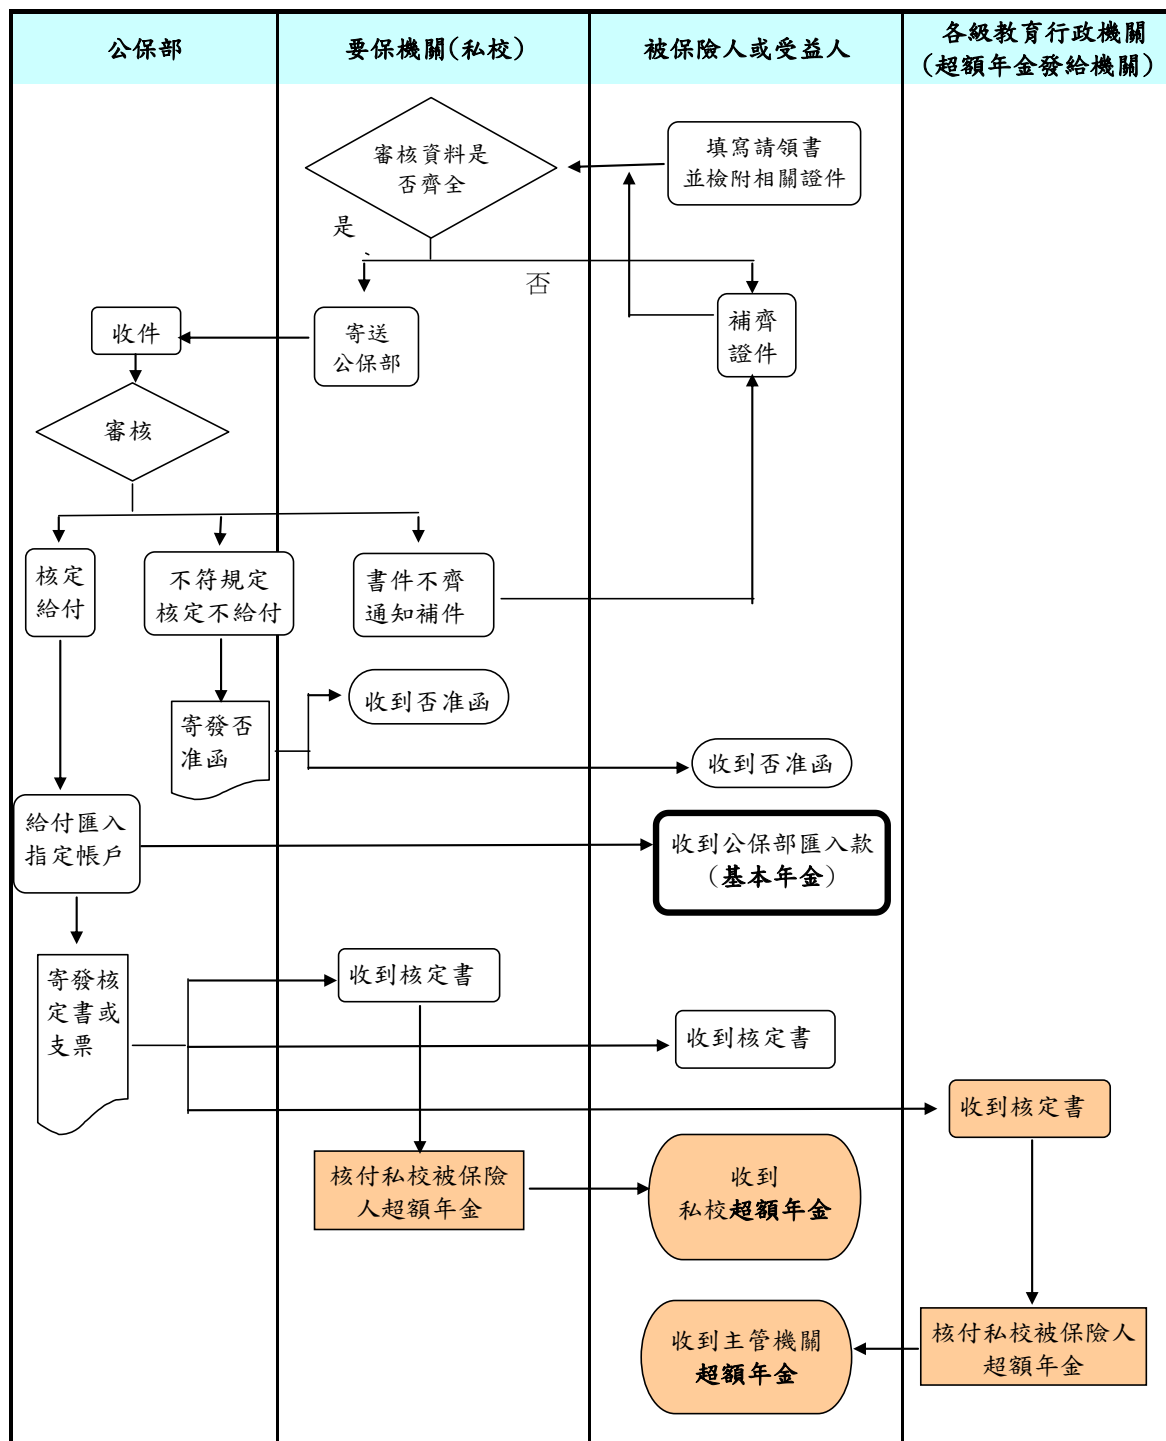 公保部
要保機關(私校)
被保險人或受益人
各級教育行政機關
(超額年金發給機關)
審核資料是
否齊全
填寫請領書
並檢附相關證件
是
、
否
收件
寄送
公保部
補齊
證件
審核
核定
給付
不符規定
核定不給付
書件不齊
通知補件
收到否准函
寄發否
准函
收到否准函
給付匯入
指定帳戶
收到公保部匯入款
(基本年金)
寄發核
定書或
支票
收到核定書
收到核定書
收到核定書
核付私校被保險
人超額年金
收到
私校超額年金
收到主管機關
超額年金
核付私校被保險人
超額年金